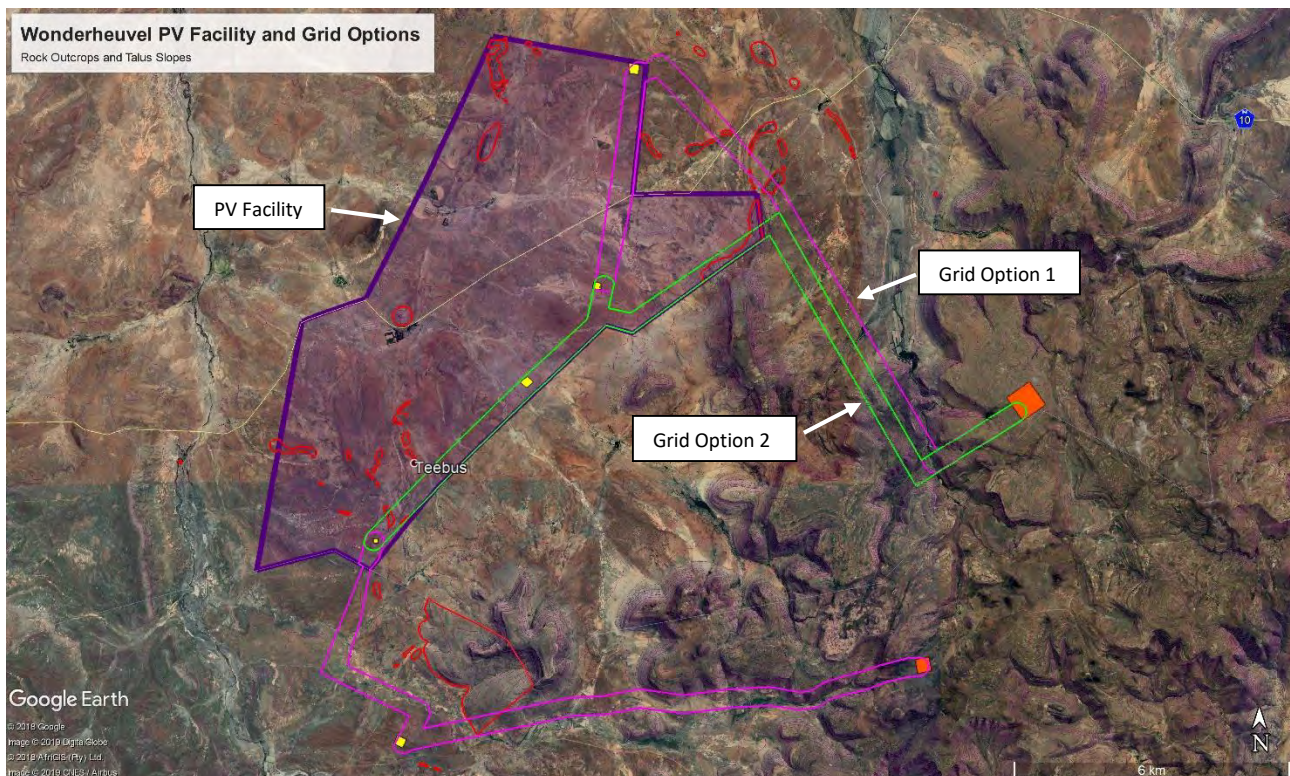 Wonderheuvel PV Facility and Grid Options
Rock Outcrops and Talus Slopes
10
PV Facility
Grid Option 1
Grid Option 2
Teebus
Google Earth
© 2018 Google
Image © 2019 DigitalGlobe
© 2018 AfriGIS (Pty) Ltd.
Image © 2019 CNES / Airbus
N
6 km